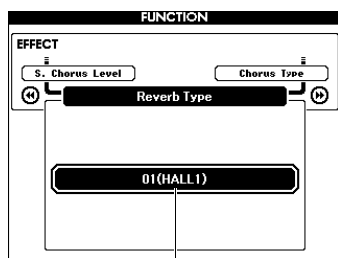 FUNCTION
EFFECT
S. Chorus Level
Chorus Type
Reverb Type
01(HALL1)